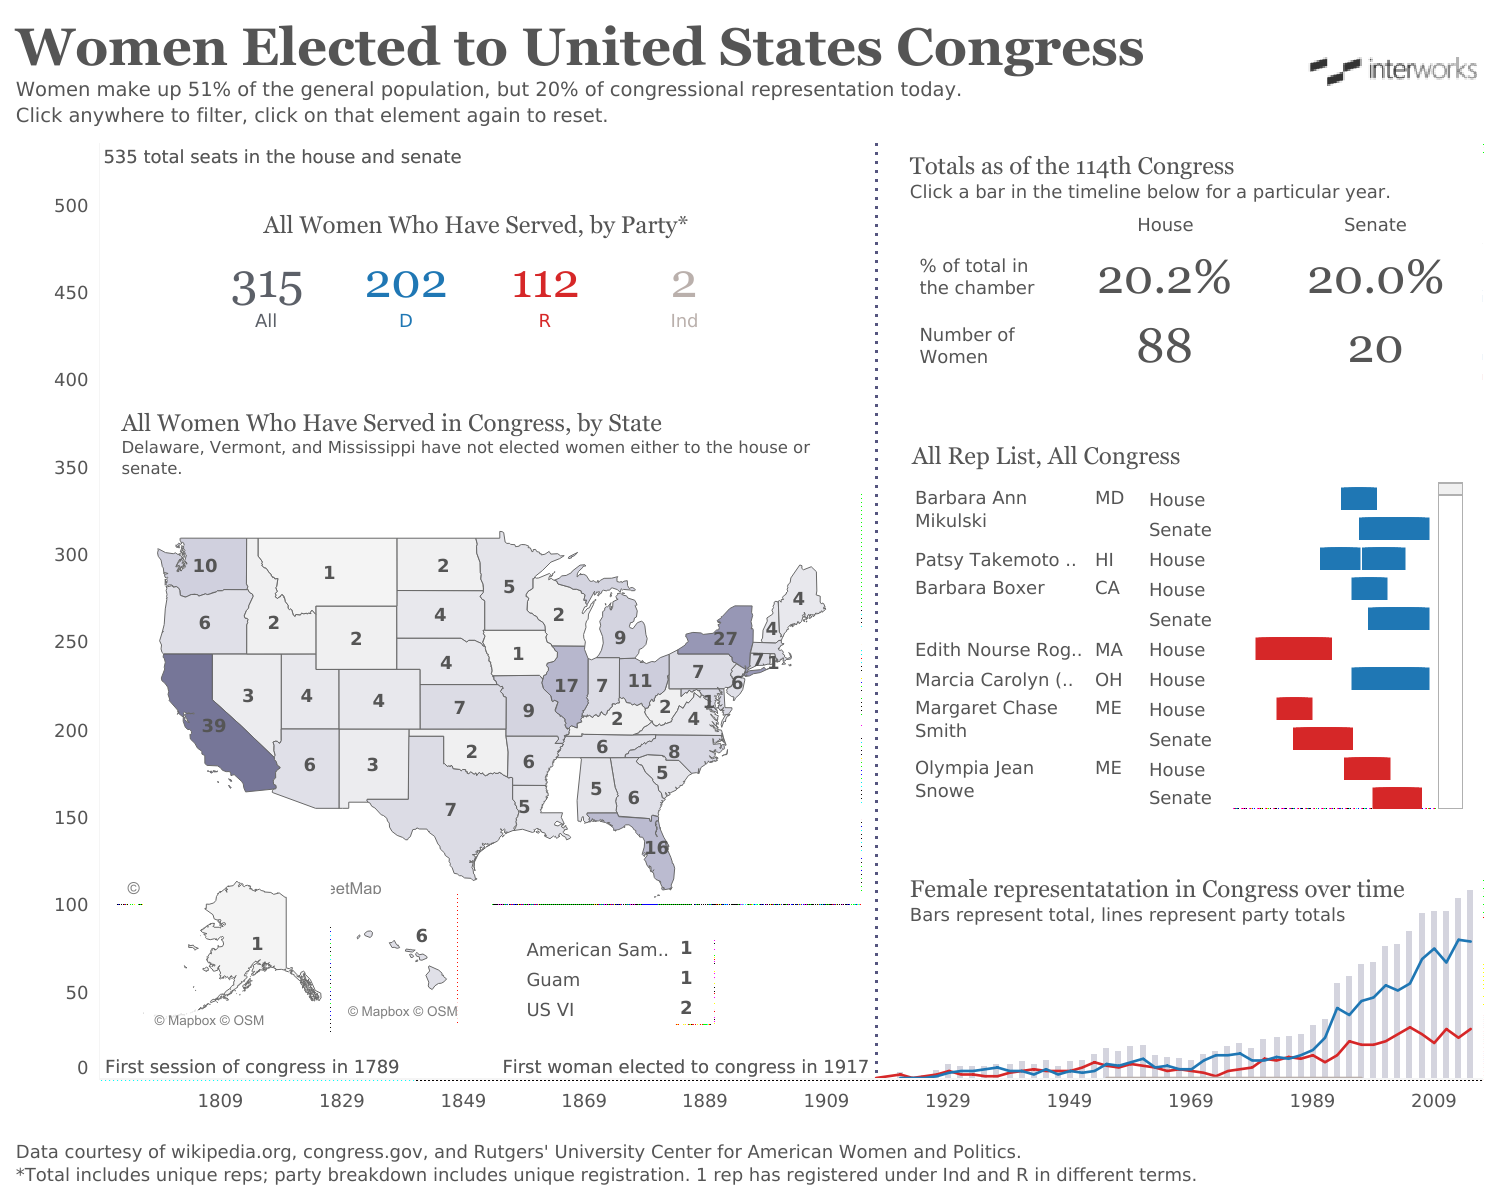 Women Elected to United States Congress
interworks
Women make up 51% of the general population, but 20% of congressional representation today.
Click anywhere to filter, click on that element again to reset.
535 total seats in the house and senate
500
450
400
350
300
250
200
150
100
50
0
All Women Who Have Served, by Party*
315 202 112 2
All D R Ind
All Women Who Have Served in Congress, by State
Delaware, Vermont, and Mississippi have not elected women either to the house or
senate.
10 1 2 5 4
6 2 2 4 2 9 27 4
3 4 4 4 1 17 7 11 7 7 1 6
39 7 9 2 2 4 1
6 3 2 6 6 8
7 5 5 6 5
16
©
eetMap
1
© Mapbox © OSM
6
© Mapbox © OSM
American Sam.. 1
Guam 1
US VI 2
First session of congress in 1789
First woman elected to congress in 1917
Totals as of the 114th Congress
Click a bar in the timeline below for a particular year.
House Senate
% of total in
the chamber
20.2% 20.0%
Number of
Women
88 20
All Rep List, All Congress
Barbara Ann
Mikulski
MD House
Senate
Patsy Takemoto .. HI House
Barbara Boxer CA House
Senate
Edith Nourse Rog.. MA House
Marcia Carolyn (.. OH House
Margaret Chase
Smith
ME House
Senate
Olympia Jean
Snowe
ME House
Senate
Female representatation in Congress over time
Bars represent total, lines represent party totals
1809 1829 1849 1869 1889 1909 1929 1949 1969 1989 2009
Data courtesy of wikipedia.org, congress.gov, and Rutgers' University Center for American Women and Politics.
*Total includes unique reps; party breakdown includes unique registration. 1 rep has registered under Ind and R in different terms.